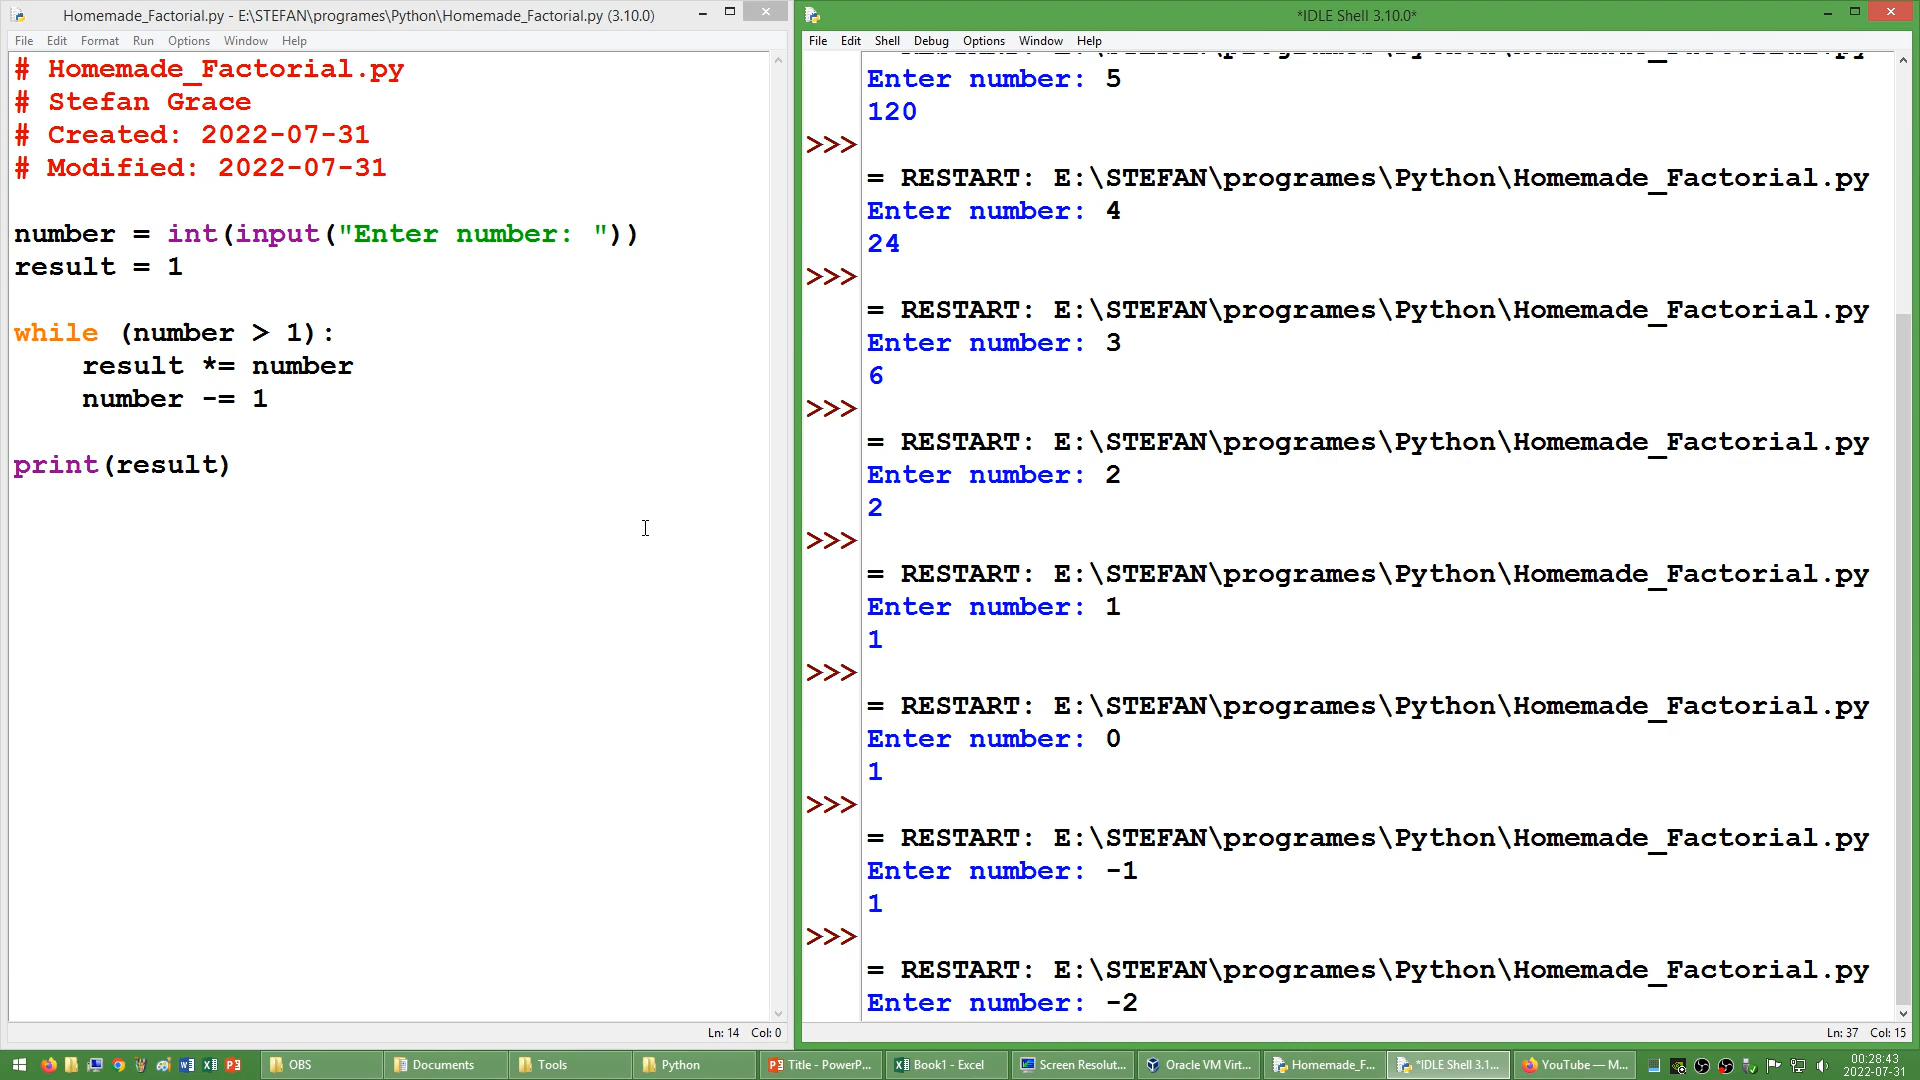 Homemade_Factorial.py - E:\STEFAN\programes\Python\Homemade_Factorial.py (3.10.0)
File Edit Format Run Options Window Help
# Homemade_Factorial.py
# Stefan Grace
# Created: 2022-07-31
# Modified: 2022-07-31
number = int(input("Enter number: "))
result = 1
while (number > 1):
    result *= number
    number -= 1
print(result)
Ln: 14 Col: 0
*IDLE Shell 3.10.0*
File Edit Shell Debug Options Window Help
Enter number: 5
120
>>>
= RESTART: E:\STEFAN\programes\Python\Homemade_Factorial.py
Enter number: 4
24
>>>
= RESTART: E:\STEFAN\programes\Python\Homemade_Factorial.py
Enter number: 3
6
>>>
= RESTART: E:\STEFAN\programes\Python\Homemade_Factorial.py
Enter number: 2
2
>>>
= RESTART: E:\STEFAN\programes\Python\Homemade_Factorial.py
Enter number: 1
1
>>>
= RESTART: E:\STEFAN\programes\Python\Homemade_Factorial.py
Enter number: 0
1
>>>
= RESTART: E:\STEFAN\programes\Python\Homemade_Factorial.py
Enter number: -1
1
>>>
= RESTART: E:\STEFAN\programes\Python\Homemade_Factorial.py
Enter number: -2
Ln: 37 Col: 15
OBS Documents Tools Python Title - PowerP... Book1 - Excel Screen Resolut... Oracle VM Virt... Homemade_F... *IDLE Shell 3.1... YouTube — M...
00:28:43
2022-07-31